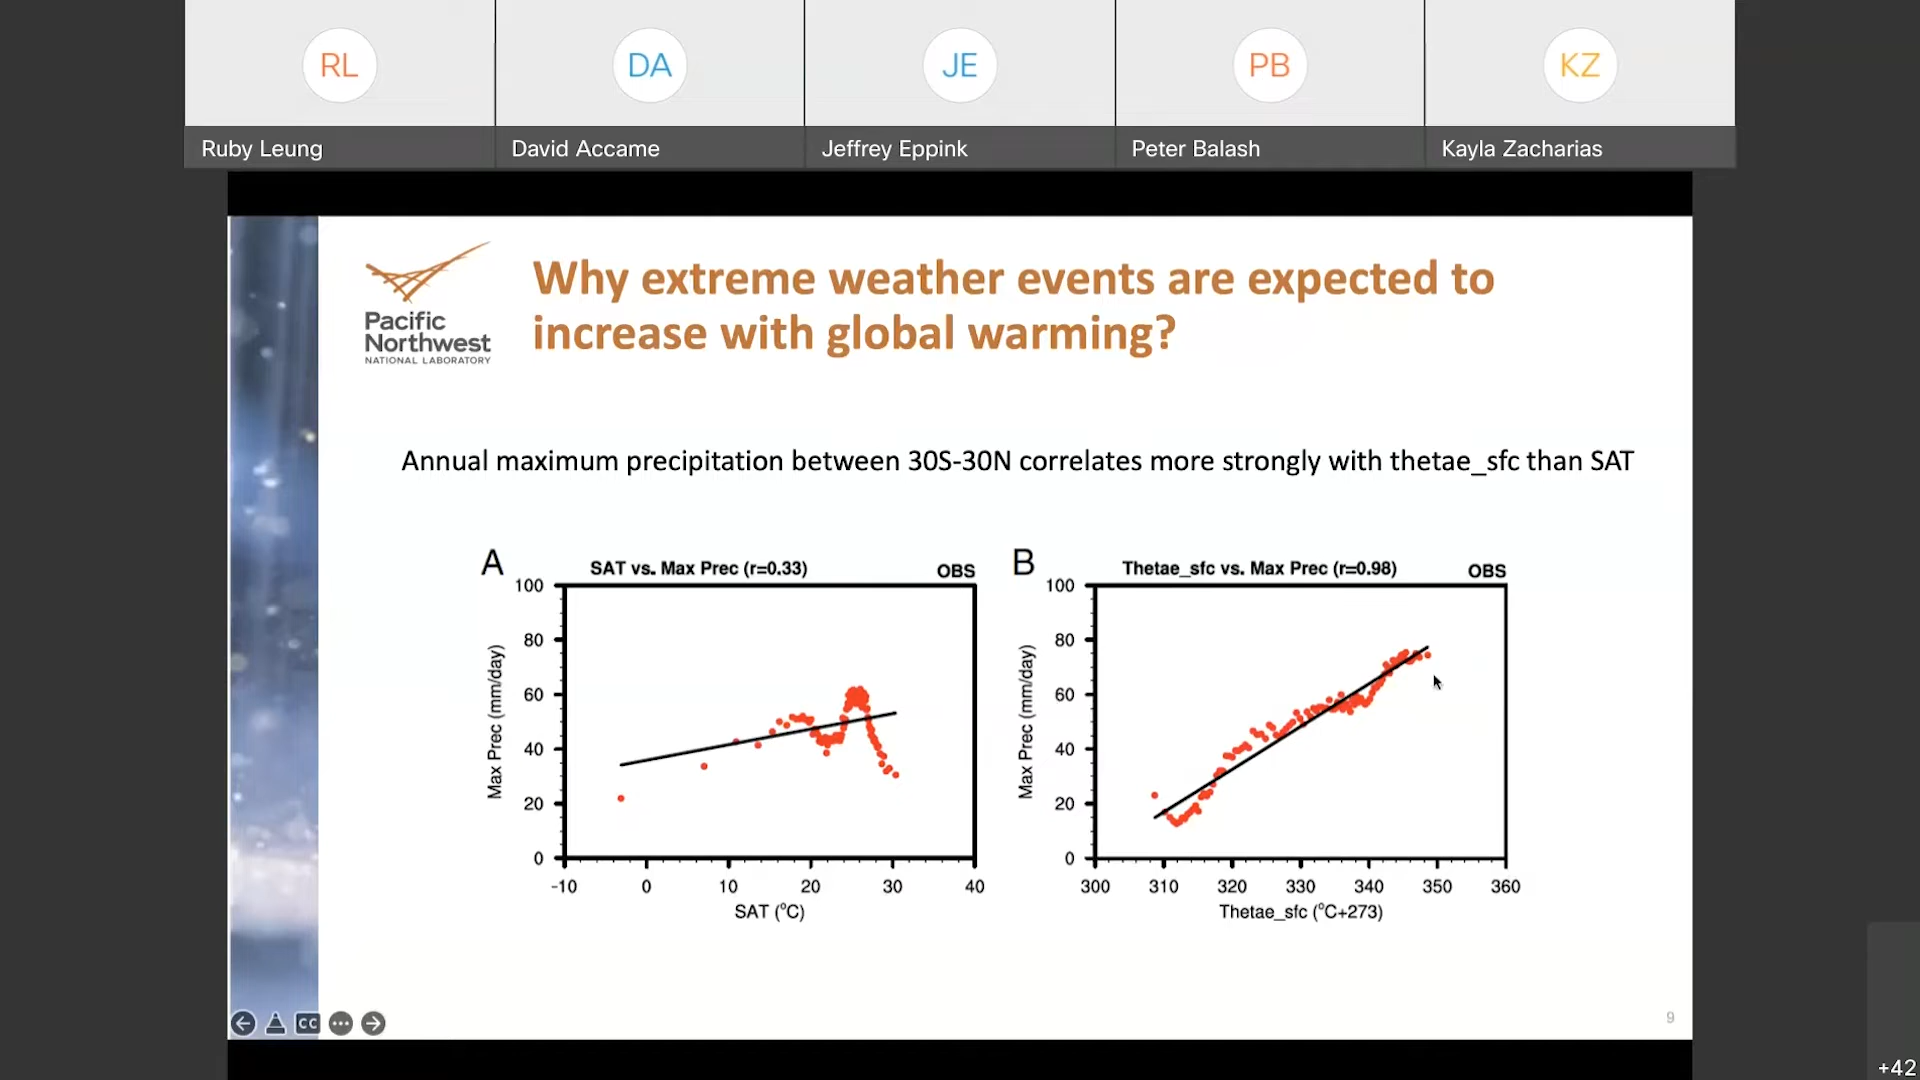 RL
DA
JE
PB
KZ
Ruby Leung
David Accame
Jeffrey Eppink
Peter Balash
Kayla Zacharias
Pacific
Northwest
NATIONAL LABORATORY
Why extreme weather events are expected to
increase with global warming?
Annual maximum precipitation between 30S-30N correlates more strongly with thetae_sfc than SAT
A
SAT vs. Max Prec (r=0.33)
OBS
Max Prec (mm/day)
100
80
60
40
20
0
-10 0 10 20 30 40
SAT (°C)
B
Thetae_sfc vs. Max Prec (r=0.98)
OBS
Max Prec (mm/day)
100
80
60
40
20
0
300 310 320 330 340 350 360
Thetae_sfc (°C+273)
CC
9
+42